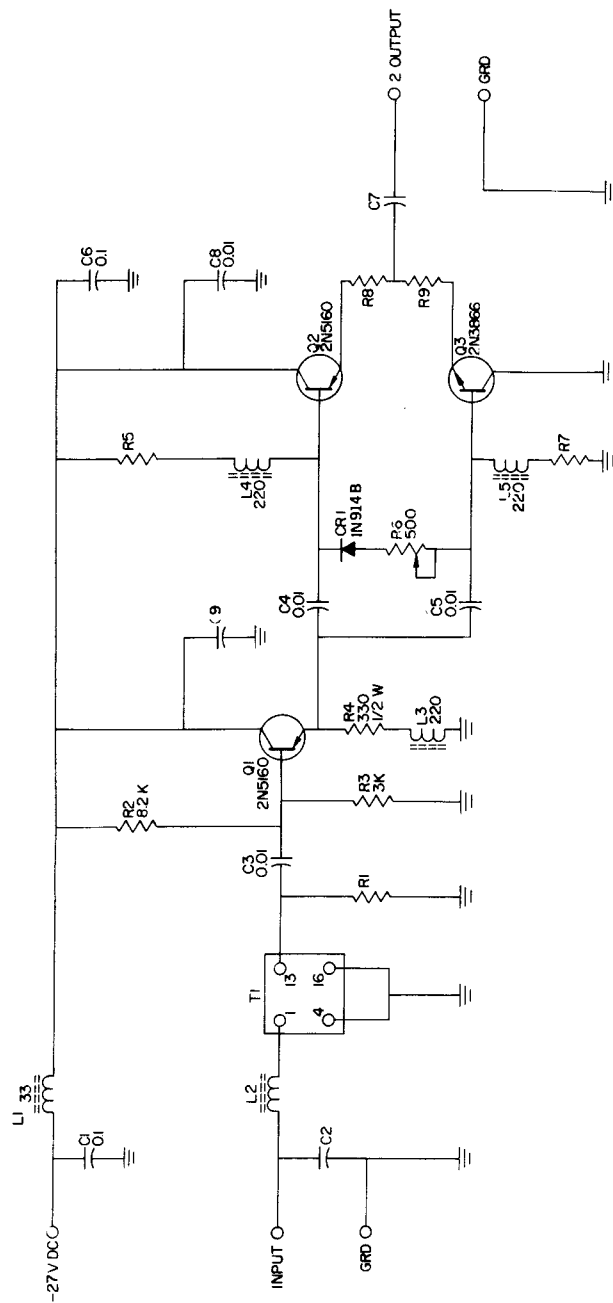 -27V DC
L1
33
C1
0.1
INPUT
GRD
C2
L2
T1
1
13
4
16
R1
C3
0.01
R2
8.2 K
R3
3K
Q1
2N5160
R4
330
1/2 W
L3
220
C9
C4
0.01
C5
0.01
CR1
1N914B
R6
500
R5
L4
220
L5
220
R7
Q2
2N5160
Q3
2N3866
C6
0.1
C8
0.01
R8
R9
C7
2 OUTPUT
GRD